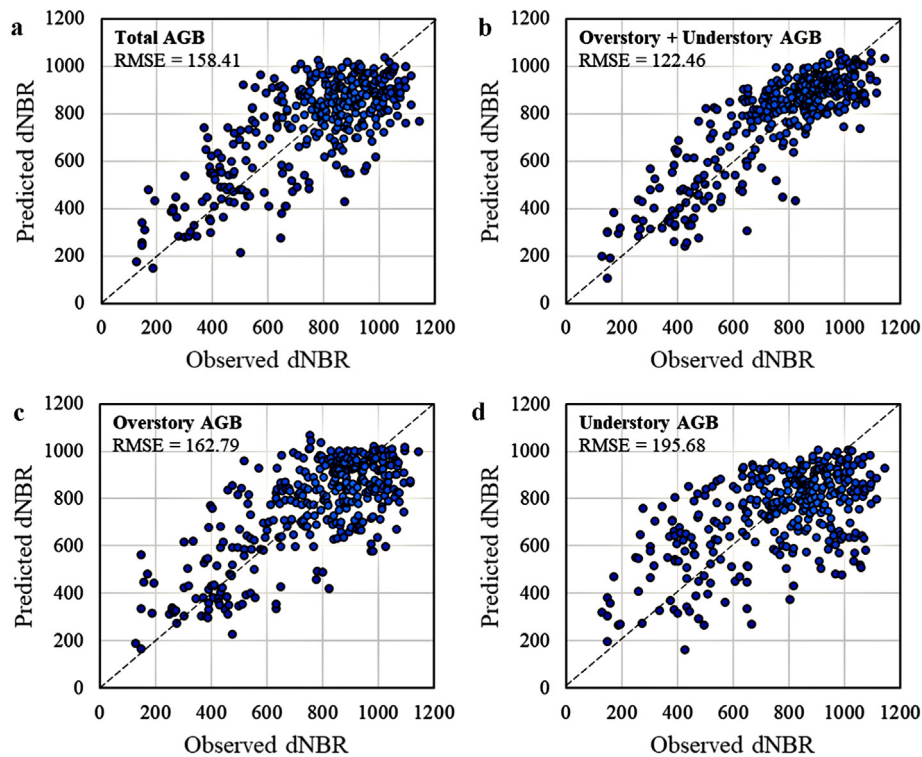 a
Total AGB
RMSE = 158.41
1200
1000
800
600
400
200
0
0 200 400 600 800 1000 1200
Predicted dNBR
Observed dNBR
b
Overstory + Understory AGB
RMSE = 122.46
1200
1000
800
600
400
200
0
0 200 400 600 800 1000 1200
Predicted dNBR
Observed dNBR
c
Overstory AGB
RMSE = 162.79
1200
1000
800
600
400
200
0
0 200 400 600 800 1000 1200
Predicted dNBR
Observed dNBR
d
Understory AGB
RMSE = 195.68
1200
1000
800
600
400
200
0
0 200 400 600 800 1000 1200
Predicted dNBR
Observed dNBR